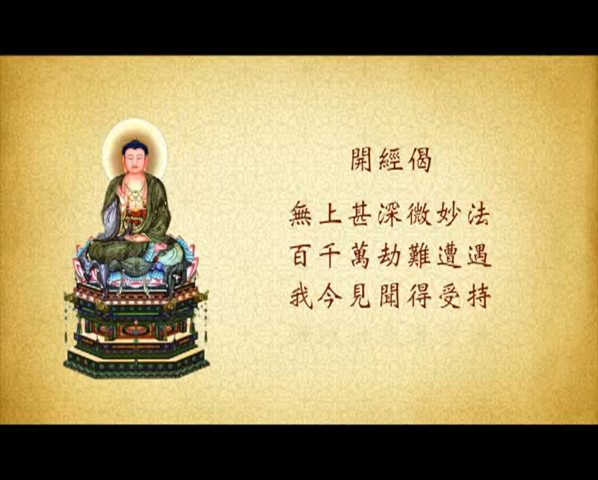 開經偈
無上甚深微妙法
百千萬劫難遭遇
我今見聞得受持